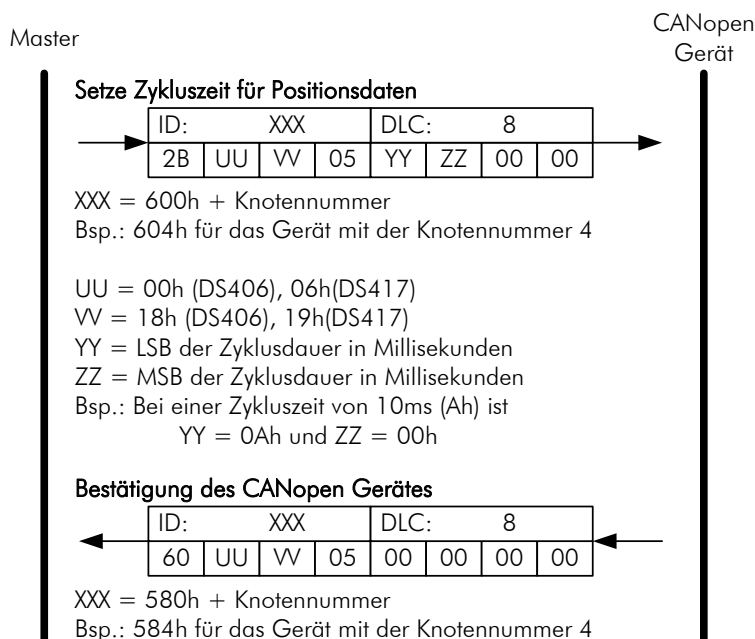 Master
CANopen
Gerät
Setze Zykluszeit für Positionsdaten
ID: XXX DLC: 8
2B UU VV 05 YY ZZ 00 00
XXX = 600h + Knotennummer
Bsp.: 604h für das Gerät mit der Knotennummer 4
UU = 00h (DS406), 06h(DS417)
VV = 18h (DS406), 19h(DS417)
YY = LSB der Zyklusdauer in Millisekunden
ZZ = MSB der Zyklusdauer in Millisekunden
Bsp.: Bei einer Zykluszeit von 10ms (Ah) ist
YY = 0Ah und ZZ = 00h
Bestätigung des CANopen Gerätes
ID: XXX DLC: 8
60 UU VV 05 00 00 00 00
XXX = 580h + Knotennummer
Bsp.: 584h für das Gerät mit der Knotennummer 4